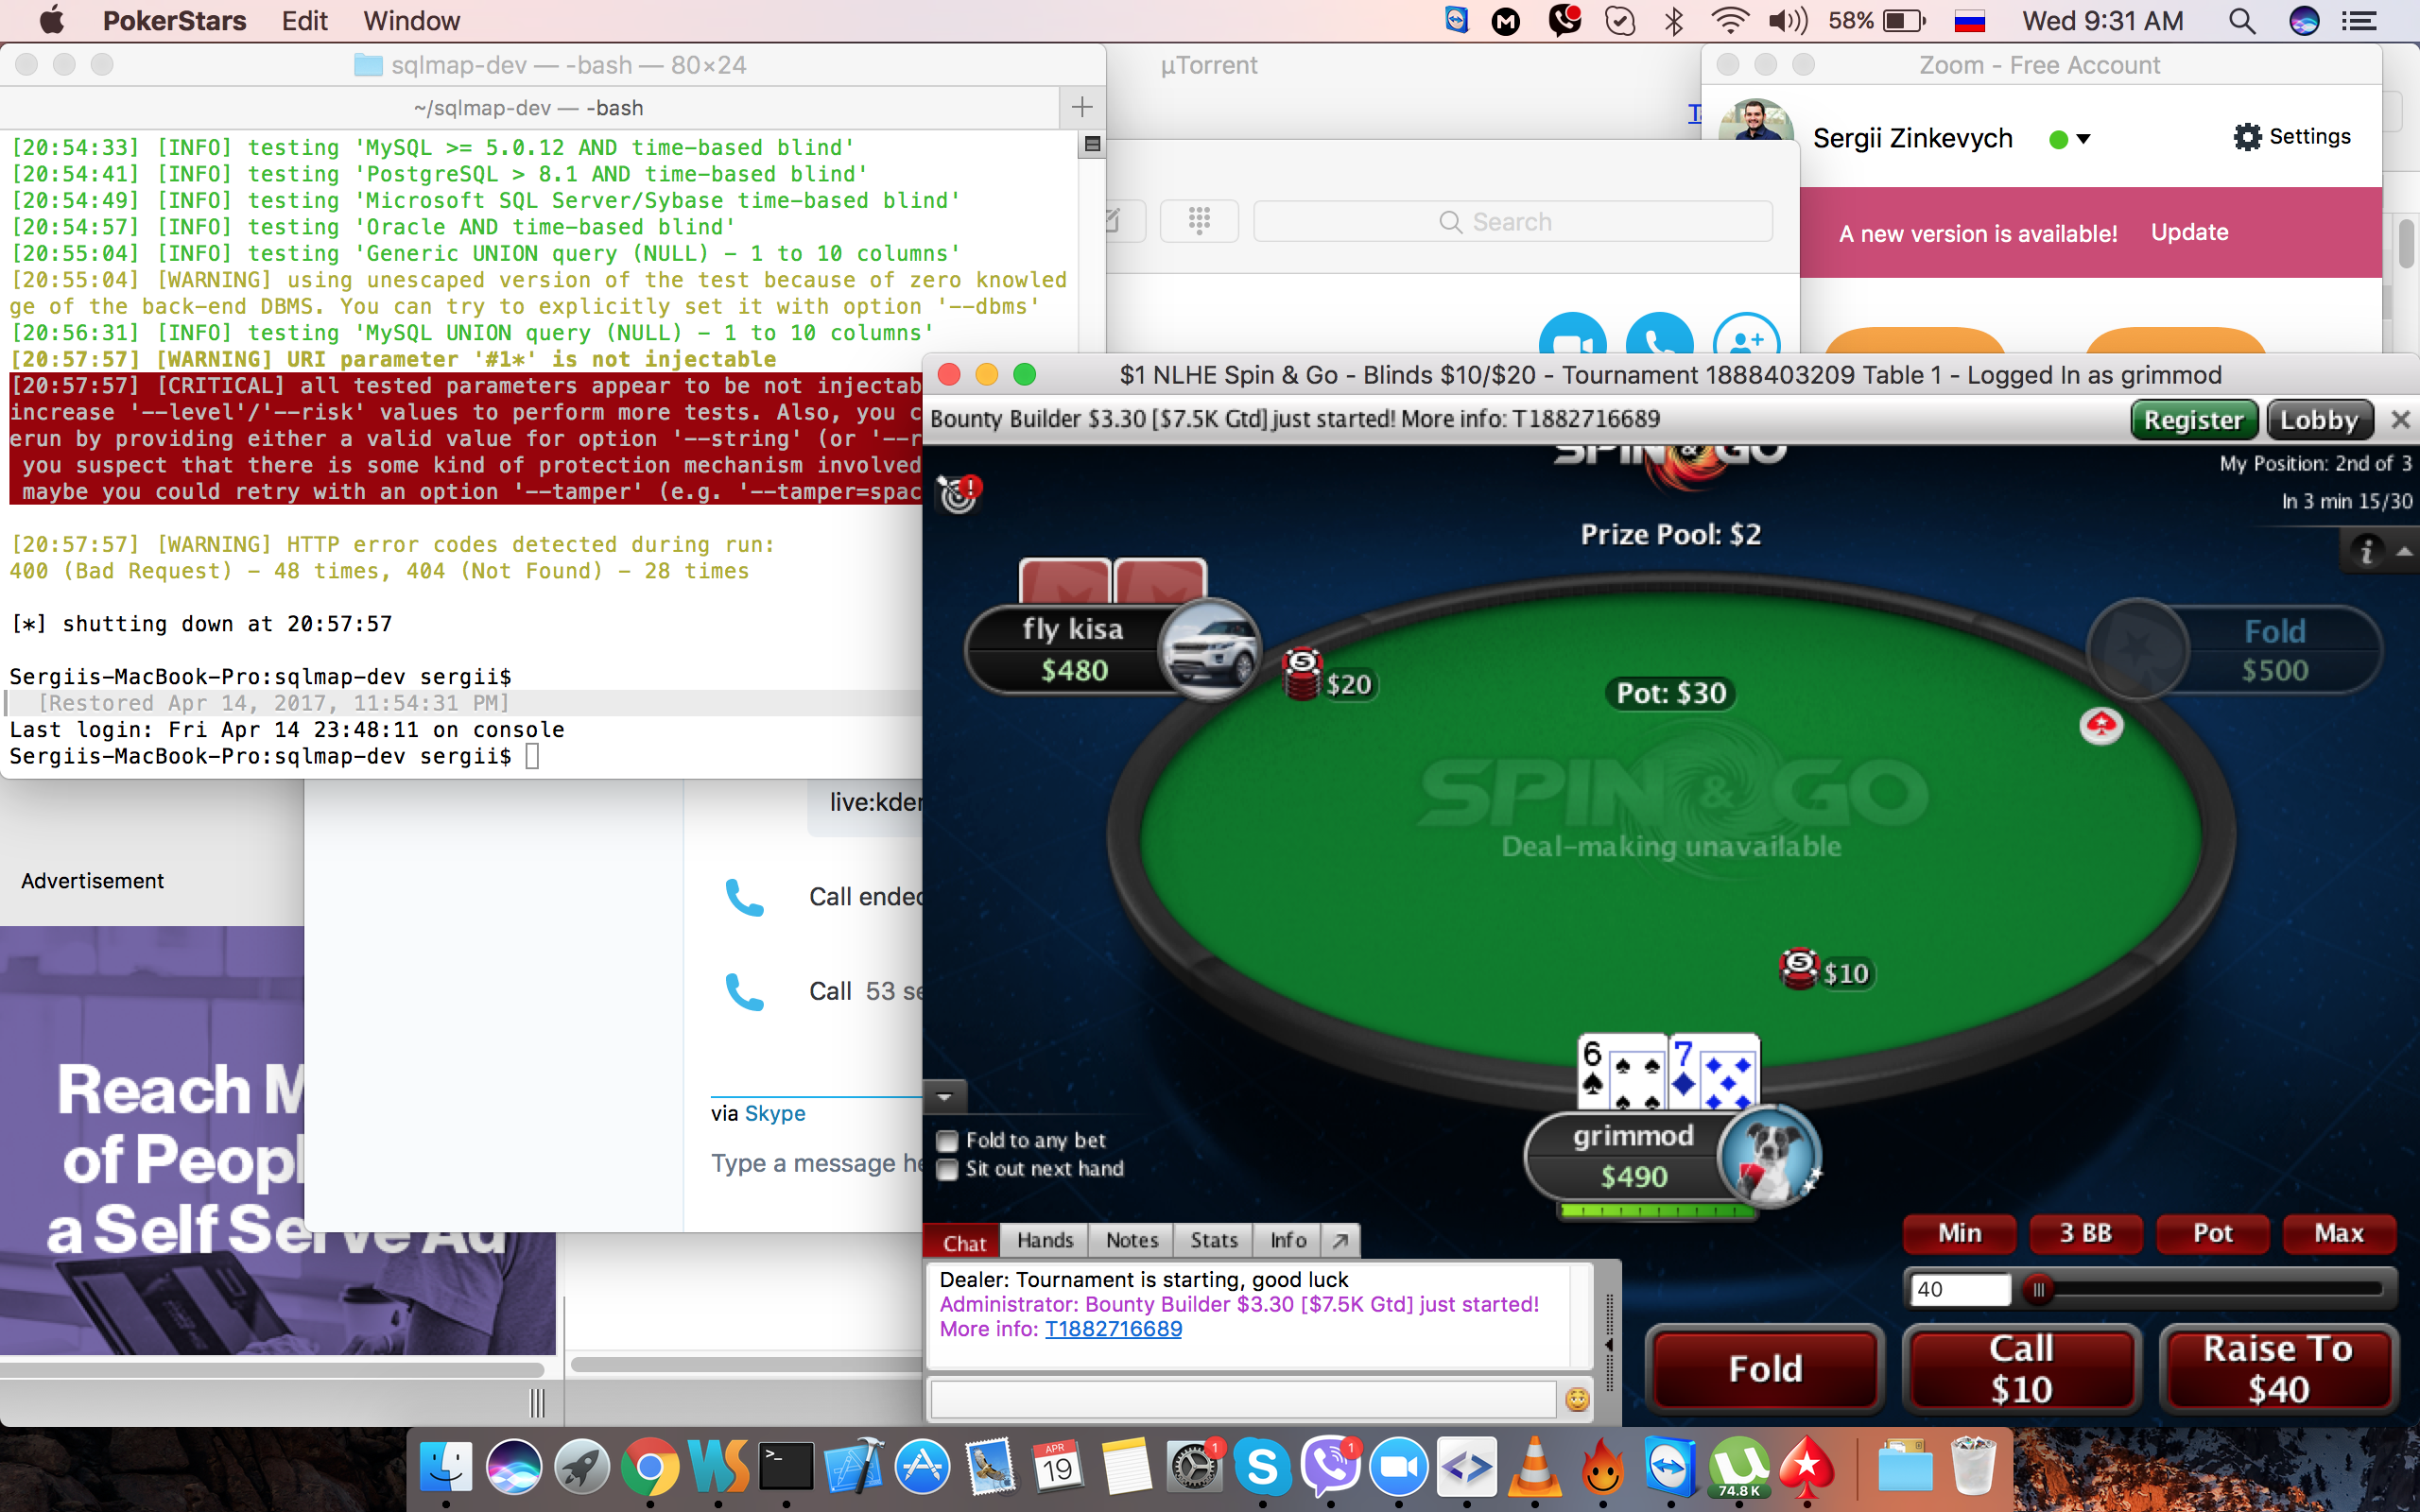 PokerStars Edit Window
58% Wed 9:31 AM
sqlmap-dev — -bash — 80×24
~/sqlmap-dev — -bash
[20:54:33] [INFO] testing 'MySQL >= 5.0.12 AND time-based blind'
[20:54:41] [INFO] testing 'PostgreSQL > 8.1 AND time-based blind'
[20:54:49] [INFO] testing 'Microsoft SQL Server/Sybase time-based blind'
[20:54:57] [INFO] testing 'Oracle AND time-based blind'
[20:55:04] [INFO] testing 'Generic UNION query (NULL) - 1 to 10 columns'
[20:55:04] [WARNING] using unescaped version of the test because of zero knowled
ge of the back-end DBMS. You can try to explicitly set it with option '--dbms'
[20:56:31] [INFO] testing 'MySQL UNION query (NULL) - 1 to 10 columns'
[20:57:57] [WARNING] URI parameter '#1*' is not injectable
[20:57:57] [CRITICAL] all tested parameters appear to be not injectab
increase '--level'/'--risk' values to perform more tests. Also, you c
erun by providing either a valid value for option '--string' (or '--r
you suspect that there is some kind of protection mechanism involved
maybe you could retry with an option '--tamper' (e.g. '--tamper=spac
[20:57:57] [WARNING] HTTP error codes detected during run:
400 (Bad Request) - 48 times, 404 (Not Found) - 28 times
[*] shutting down at 20:57:57
Sergiis-MacBook-Pro:sqlmap-dev sergii$
[Restored Apr 14, 2017, 11:54:31 PM]
Last login: Fri Apr 14 23:48:11 on console
Sergiis-MacBook-Pro:sqlmap-dev sergii$
µTorrent
Search
Zoom - Free Account
Sergii Zinkevych
Settings
A new version is available! Update
Advertisement
Reach M
of Peopl
a Self Serve Ad
live:kder
Call ended
Call 53 se
via Skype
Type a message he
$1 NLHE Spin & Go - Blinds $10/$20 - Tournament 1888403209 Table 1 - Logged In as grimmod
Bounty Builder $3.30 [$7.5K Gtd] just started! More info: T1882716689
Register Lobby
SPIN & GO
My Position: 2nd of 3
In 3 min 15/30
Prize Pool: $2
fly kisa
$480
$20
Pot: $30
Fold
$500
SPIN & GO
Deal-making unavailable
5 $10
6 7
grimmod
$490
Fold to any bet
Sit out next hand
Chat Hands Notes Stats Info
Dealer: Tournament is starting, good luck
Administrator: Bounty Builder $3.30 [$7.5K Gtd] just started!
More info: T1882716689
Min 3 BB Pot Max
40
Fold
Call
$10
Raise To
$40
APR
19
1
1
74.8 K